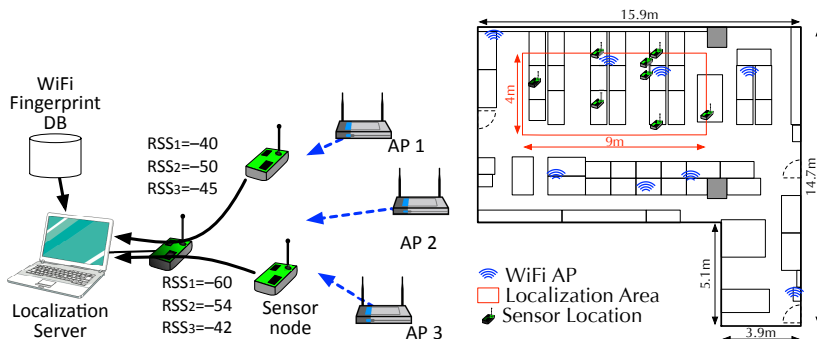 WiFi
Fingerprint
DB
RSS1=−40
RSS2=−50
RSS3=−45
AP 1
AP 2
RSS1=−60
RSS2=−54
RSS3=−42
Sensor
node
AP 3
Localization
Server
15.9m
4m
9m
14.7m
5.1m
3.9m
WiFi AP
Localization Area
Sensor Location